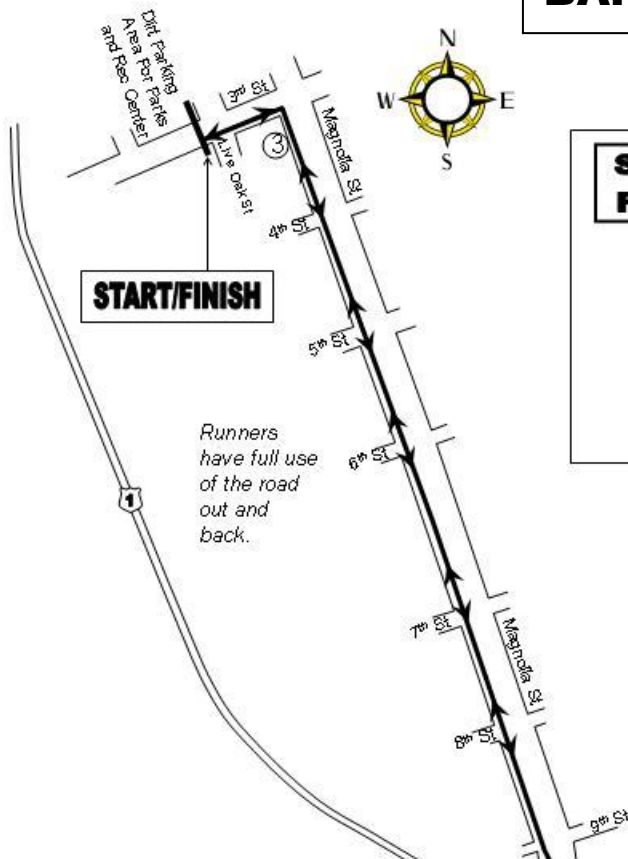 N
W
E
S
Dirt Parking
Area For Parks
and Rec Center
Magnolia St
3
Live Oak St
4th St
START/FINISH
5th St
Runners
have full use
of the road
out and
back.
6th St
1
7th St
Magnolia St
8th St
9th St